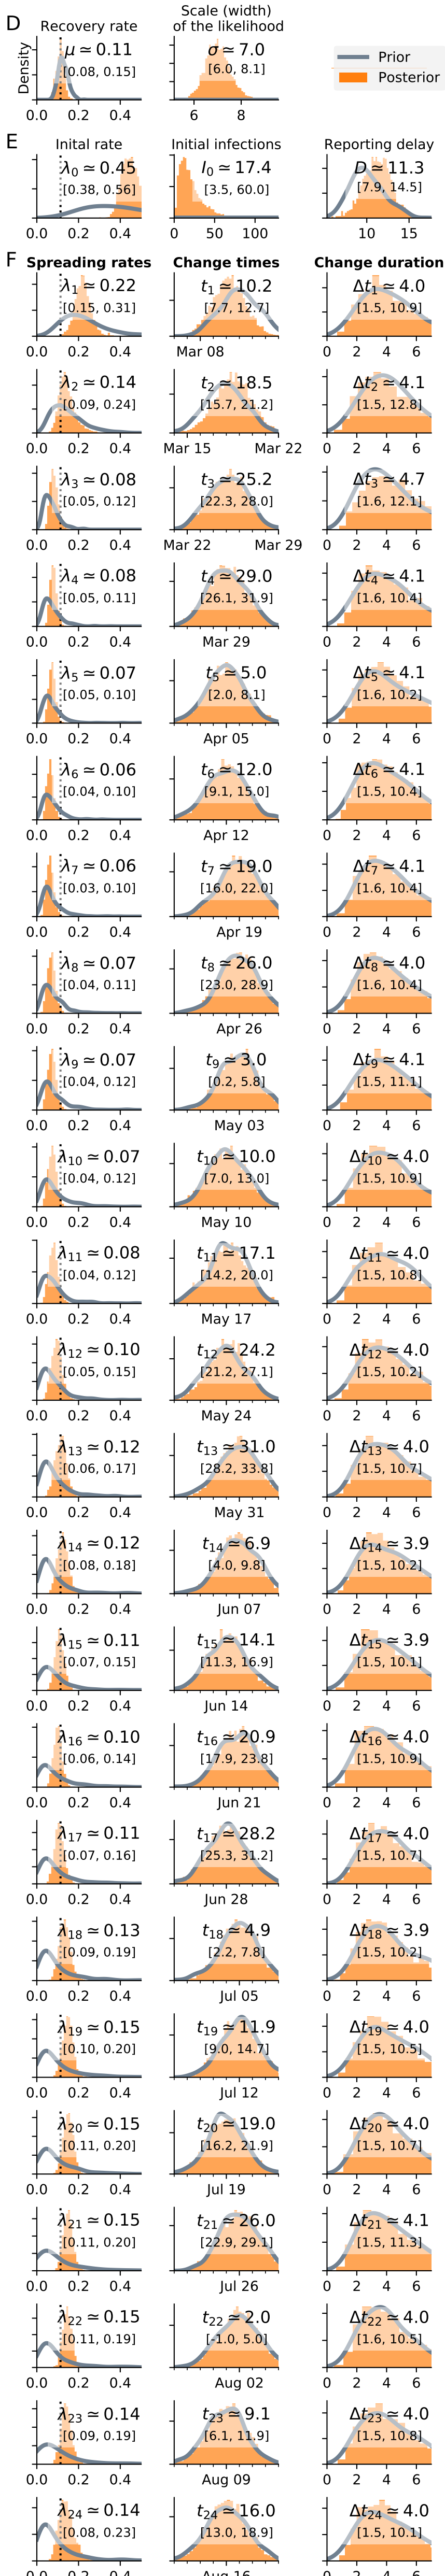 D
Recovery rate
Scale (width)
of the likelihood
Density
μ ≃ 0.11
[0.08, 0.15]
0.0 0.2 0.4
σ ≃ 7.0
[6.0, 8.1]
6 8
Prior
Posterior
E
Inital rate
Initial infections
Reporting delay
λ0 ≃ 0.45
[0.38, 0.56]
I0 ≃ 17.4
[3.5, 60.0]
D ≃ 11.3
[7.9, 14.5]
0.0 0.2 0.4
0 50 100
10 15
F
Spreading rates
Change times
Change duration
λ1 ≃ 0.22
[0.15, 0.31]
t1 ≃ 10.2
[7.7, 12.7]
Δt1 ≃ 4.0
[1.5, 10.9]
0.0 0.2 0.4
Mar 08
0 2 4 6
λ2 ≃ 0.14
[0.09, 0.24]
t2 ≃ 18.5
[15.7, 21.2]
Δt2 ≃ 4.1
[1.5, 12.8]
0.0 0.2 0.4
Mar 15 Mar 22
0 2 4 6
λ3 ≃ 0.08
[0.05, 0.12]
t3 ≃ 25.2
[22.3, 28.0]
Δt3 ≃ 4.7
[1.6, 12.1]
0.0 0.2 0.4
Mar 22 Mar 29
0 2 4 6
λ4 ≃ 0.08
[0.05, 0.11]
t4 ≃ 29.0
[26.1, 31.9]
Δt4 ≃ 4.1
[1.6, 10.4]
0.0 0.2 0.4
Mar 29
0 2 4 6
λ5 ≃ 0.07
[0.05, 0.10]
t5 ≃ 5.0
[2.0, 8.1]
Δt5 ≃ 4.1
[1.6, 10.2]
0.0 0.2 0.4
Apr 05
0 2 4 6
λ6 ≃ 0.06
[0.04, 0.10]
t6 ≃ 12.0
[9.1, 15.0]
Δt6 ≃ 4.1
[1.5, 10.4]
0.0 0.2 0.4
Apr 12
0 2 4 6
λ7 ≃ 0.06
[0.03, 0.10]
t7 ≃ 19.0
[16.0, 22.0]
Δt7 ≃ 4.1
[1.6, 10.4]
0.0 0.2 0.4
Apr 19
0 2 4 6
λ8 ≃ 0.07
[0.04, 0.11]
t8 ≃ 26.0
[23.0, 28.9]
Δt8 ≃ 4.0
[1.6, 10.4]
0.0 0.2 0.4
Apr 26
0 2 4 6
λ9 ≃ 0.07
[0.04, 0.12]
t9 ≃ 3.0
[0.2, 5.8]
Δt9 ≃ 4.1
[1.5, 11.1]
0.0 0.2 0.4
May 03
0 2 4 6
λ10 ≃ 0.07
[0.04, 0.12]
t10 ≃ 10.0
[7.0, 13.0]
Δt10 ≃ 4.0
[1.5, 10.9]
0.0 0.2 0.4
May 10
0 2 4 6
λ11 ≃ 0.08
[0.04, 0.12]
t11 ≃ 17.1
[14.2, 20.0]
Δt11 ≃ 4.0
[1.5, 10.8]
0.0 0.2 0.4
May 17
0 2 4 6
λ12 ≃ 0.10
[0.05, 0.15]
t12 ≃ 24.2
[21.2, 27.1]
Δt12 ≃ 4.0
[1.5, 10.2]
0.0 0.2 0.4
May 24
0 2 4 6
λ13 ≃ 0.12
[0.06, 0.17]
t13 ≃ 31.0
[28.2, 33.8]
Δt13 ≃ 4.0
[1.5, 10.7]
0.0 0.2 0.4
May 31
0 2 4 6
λ14 ≃ 0.12
[0.08, 0.18]
t14 ≃ 6.9
[4.0, 9.8]
Δt14 ≃ 3.9
[1.5, 10.2]
0.0 0.2 0.4
Jun 07
0 2 4 6
λ15 ≃ 0.11
[0.07, 0.15]
t15 ≃ 14.1
[11.3, 16.9]
Δt15 ≃ 3.9
[1.5, 10.1]
0.0 0.2 0.4
Jun 14
0 2 4 6
λ16 ≃ 0.10
[0.06, 0.14]
t16 ≃ 20.9
[17.9, 23.8]
Δt16 ≃ 4.0
[1.5, 10.9]
0.0 0.2 0.4
Jun 21
0 2 4 6
λ17 ≃ 0.11
[0.07, 0.16]
t17 ≃ 28.2
[25.3, 31.2]
Δt17 ≃ 4.0
[1.5, 10.7]
0.0 0.2 0.4
Jun 28
0 2 4 6
λ18 ≃ 0.13
[0.09, 0.19]
t18 ≃ 4.9
[2.2, 7.8]
Δt18 ≃ 3.9
[1.5, 10.2]
0.0 0.2 0.4
Jul 05
0 2 4 6
λ19 ≃ 0.15
[0.10, 0.20]
t19 ≃ 11.9
[9.0, 14.7]
Δt19 ≃ 4.0
[1.5, 10.5]
0.0 0.2 0.4
Jul 12
0 2 4 6
λ20 ≃ 0.15
[0.11, 0.20]
t20 ≃ 19.0
[16.2, 21.9]
Δt20 ≃ 4.0
[1.5, 10.7]
0.0 0.2 0.4
Jul 19
0 2 4 6
λ21 ≃ 0.15
[0.11, 0.20]
t21 ≃ 26.0
[22.9, 29.1]
Δt21 ≃ 4.1
[1.5, 11.3]
0.0 0.2 0.4
Jul 26
0 2 4 6
λ22 ≃ 0.15
[0.11, 0.19]
t22 ≃ 2.0
[-1.0, 5.0]
Δt22 ≃ 4.0
[1.6, 10.5]
0.0 0.2 0.4
Aug 02
0 2 4 6
λ23 ≃ 0.14
[0.09, 0.19]
t23 ≃ 9.1
[6.1, 11.9]
Δt23 ≃ 4.0
[1.5, 10.8]
0.0 0.2 0.4
Aug 09
0 2 4 6
λ24 ≃ 0.14
[0.08, 0.23]
t24 ≃ 16.0
[13.0, 18.9]
Δt24 ≃ 4.0
[1.5, 10.1]